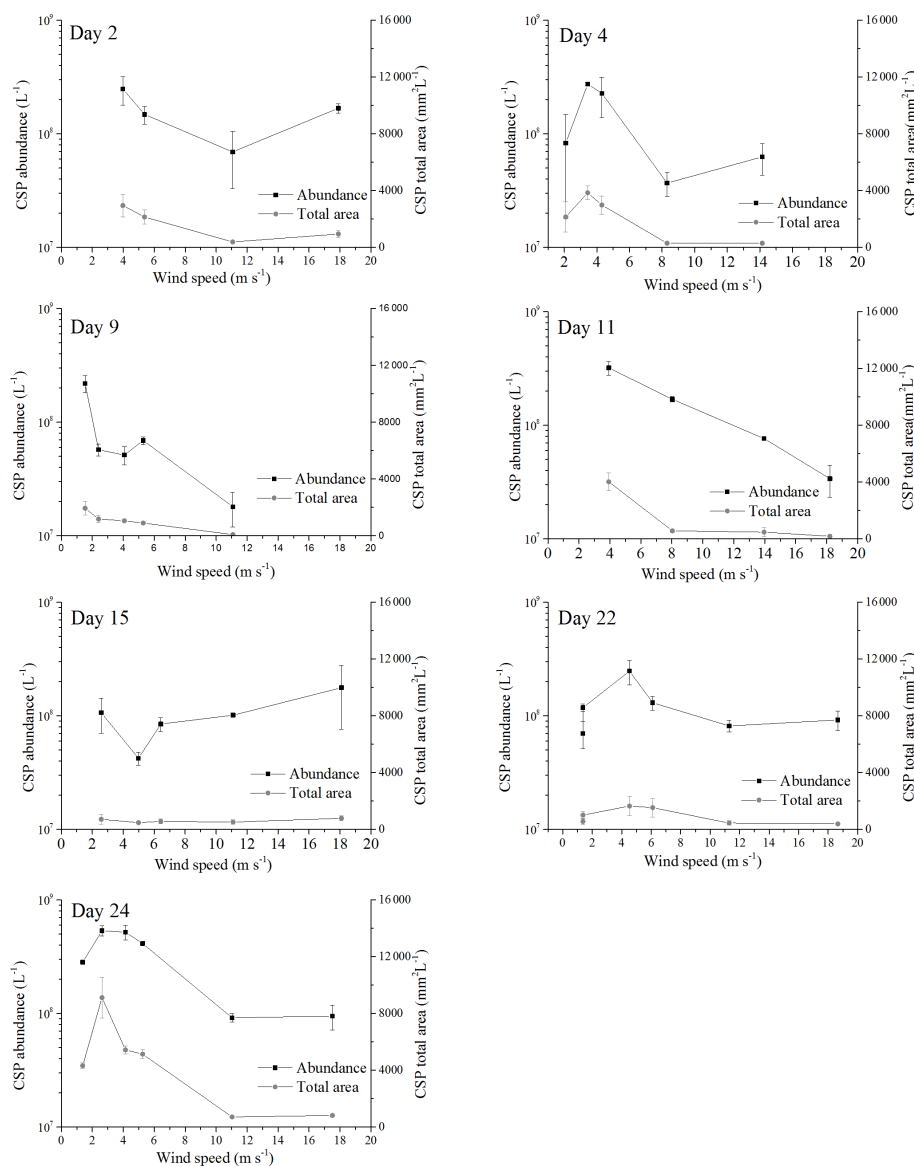 Day 2
10⁹
10⁸
10⁷
CSP abundance (L⁻¹)
16 000
12 000
8000
4000
0
CSP total area (mm²L⁻¹)
Abundance
Total area
0 2 4 6 8 10 12 14 16 18 20
Wind speed (m s⁻¹)
Day 4
10⁹
10⁸
10⁷
CSP abundance (L⁻¹)
16 000
12 000
8000
4000
0
CSP total area(mm²L⁻¹)
Abundance
Total area
0 2 4 6 8 10 12 14 16 18 20
Wind speed (m s⁻¹)
Day 9
10⁹
10⁸
10⁷
CSP abundance (L⁻¹)
16 000
12 000
8000
4000
0
CSP total area (mm²L⁻¹)
Abundance
Total area
0 2 4 6 8 10 12 14 16 18 20
Wind speed (m s⁻¹)
Day 11
10⁹
10⁸
10⁷
CSP abundance (L⁻¹)
16 000
12 000
8000
4000
0
CSP total area(mm²L⁻¹)
Abundance
Total area
0 2 4 6 8 10 12 14 16 18 20
Wind speed (m s⁻¹)
Day 15
10⁹
10⁸
10⁷
CSP abundance (L⁻¹)
16 000
12 000
8000
4000
0
CSP total area (mm²L⁻¹)
Abundance
Total area
0 2 4 6 8 10 12 14 16 18 20
Wind speed (m s⁻¹)
Day 22
10⁹
10⁸
10⁷
CSP abundance (L⁻¹)
16 000
12 000
8000
4000
0
CSP total area (mm²L⁻¹)
Abundance
Total area
0 2 4 6 8 10 12 14 16 18 20
Wind speed (m s⁻¹)
Day 24
10⁹
10⁸
10⁷
CSP abundance (L⁻¹)
16 000
12 000
8000
4000
0
CSP total area (mm²L⁻¹)
Abundance
Total area
0 2 4 6 8 10 12 14 16 18 20
Wind speed (m s⁻¹)